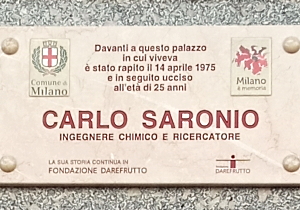 Davanti a questo palazzo
in cui viveva
è stato rapito il 14 aprile 1975
e in seguito ucciso
all'età di 25 anni
Comune di
Milano
Milano
è memoria
CARLO SARONIO
INGEGNERE CHIMICO E RICERCATORE
LA SUA STORIA CONTINUA IN
FONDAZIONE DAREFRUTTO
DAREFRUTTO